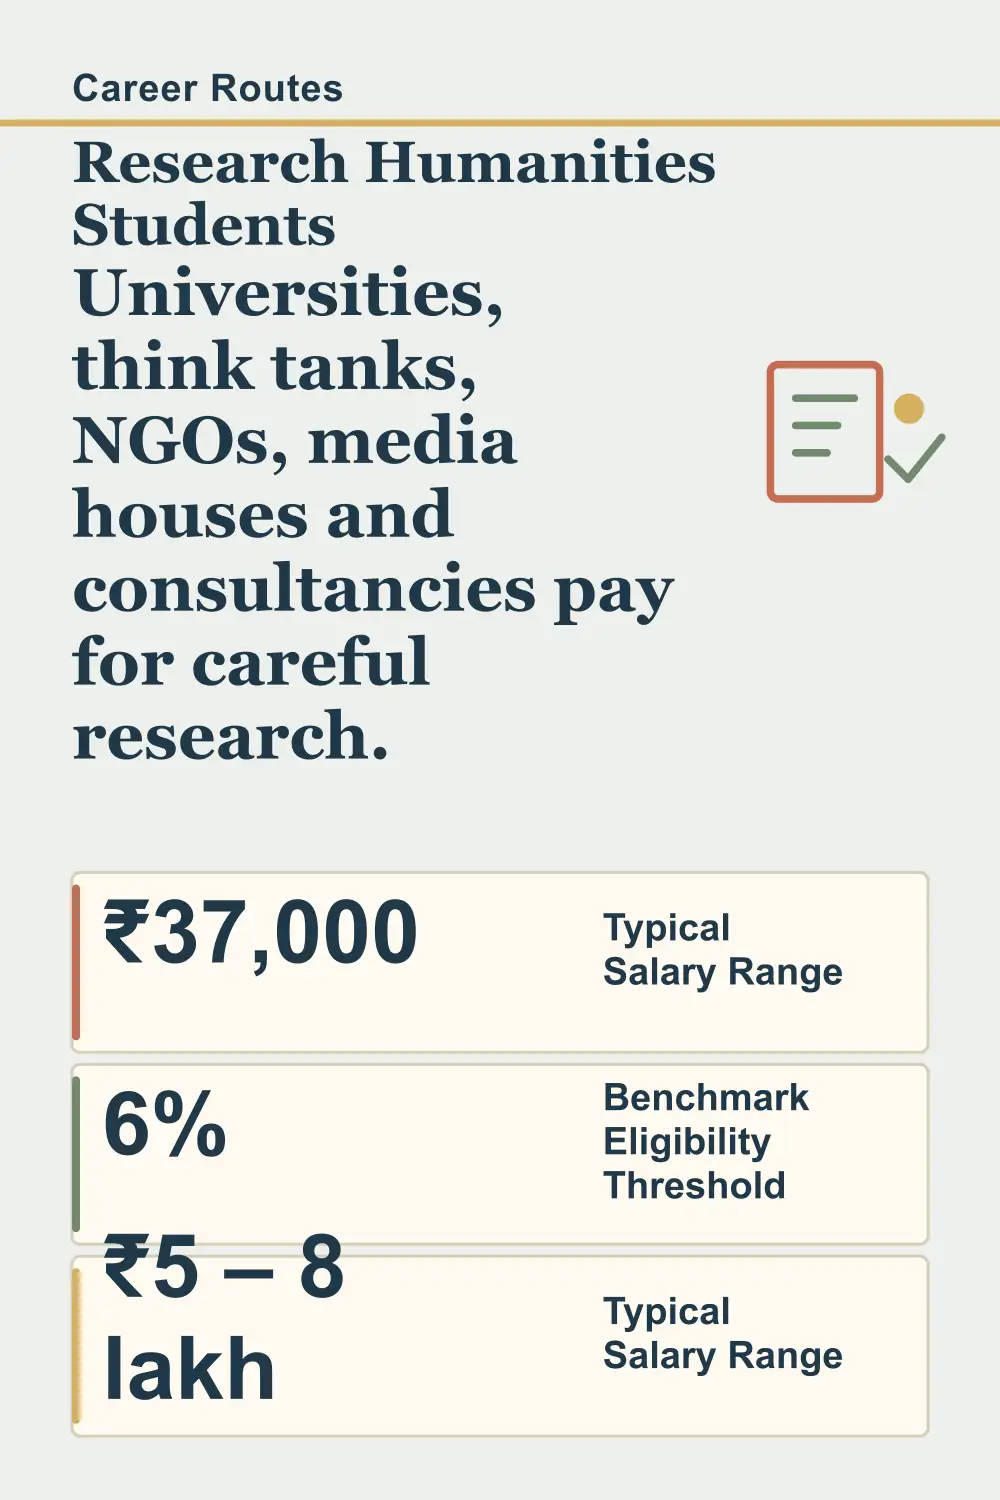 Career Routes
Research Humanities
Students
Universities,
think tanks,
NGOs, media
houses and
consultancies pay
for careful
research.
₹37,000
Typical
Salary Range
6%
Benchmark
Eligibility
Threshold
₹5 – 8
lakh
Typical
Salary Range